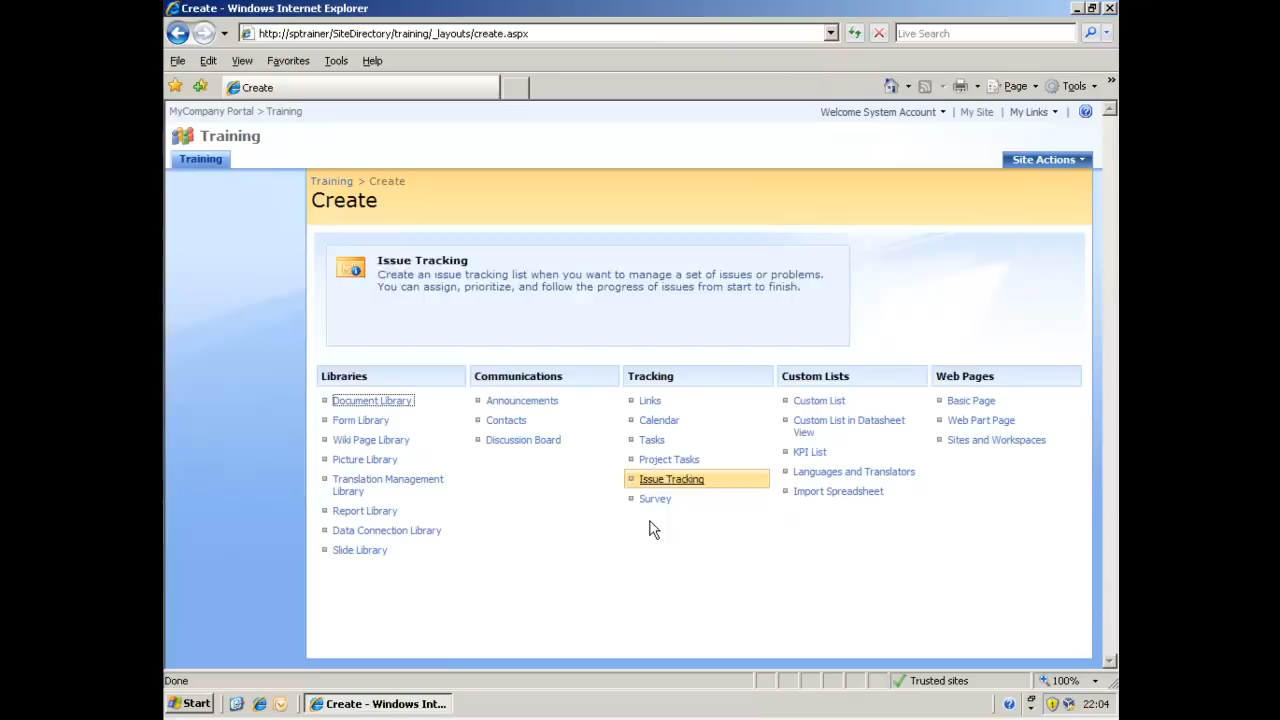 Create - Windows Internet Explorer
http://sptrainer/SiteDirectory/training/_layouts/create.aspx
Live Search
File Edit View Favorites Tools Help
Create
Page Tools
MyCompany Portal > Training
Welcome System Account | My Site | My Links |
Training
Training
Site Actions
Training > Create
Create
Issue Tracking
Create an issue tracking list when you want to manage a set of issues or problems.
You can assign, prioritize, and follow the progress of issues from start to finish.
Libraries
Document Library
Form Library
Wiki Page Library
Picture Library
Translation Management
Library
Report Library
Data Connection Library
Slide Library
Communications
Announcements
Contacts
Discussion Board
Tracking
Links
Calendar
Tasks
Project Tasks
Issue Tracking
Survey
Custom Lists
Custom List
Custom List in Datasheet
View
KPI List
Languages and Translators
Import Spreadsheet
Web Pages
Basic Page
Web Part Page
Sites and Workspaces
Done
Trusted sites
100%
Start
Create - Windows Int...
22:04